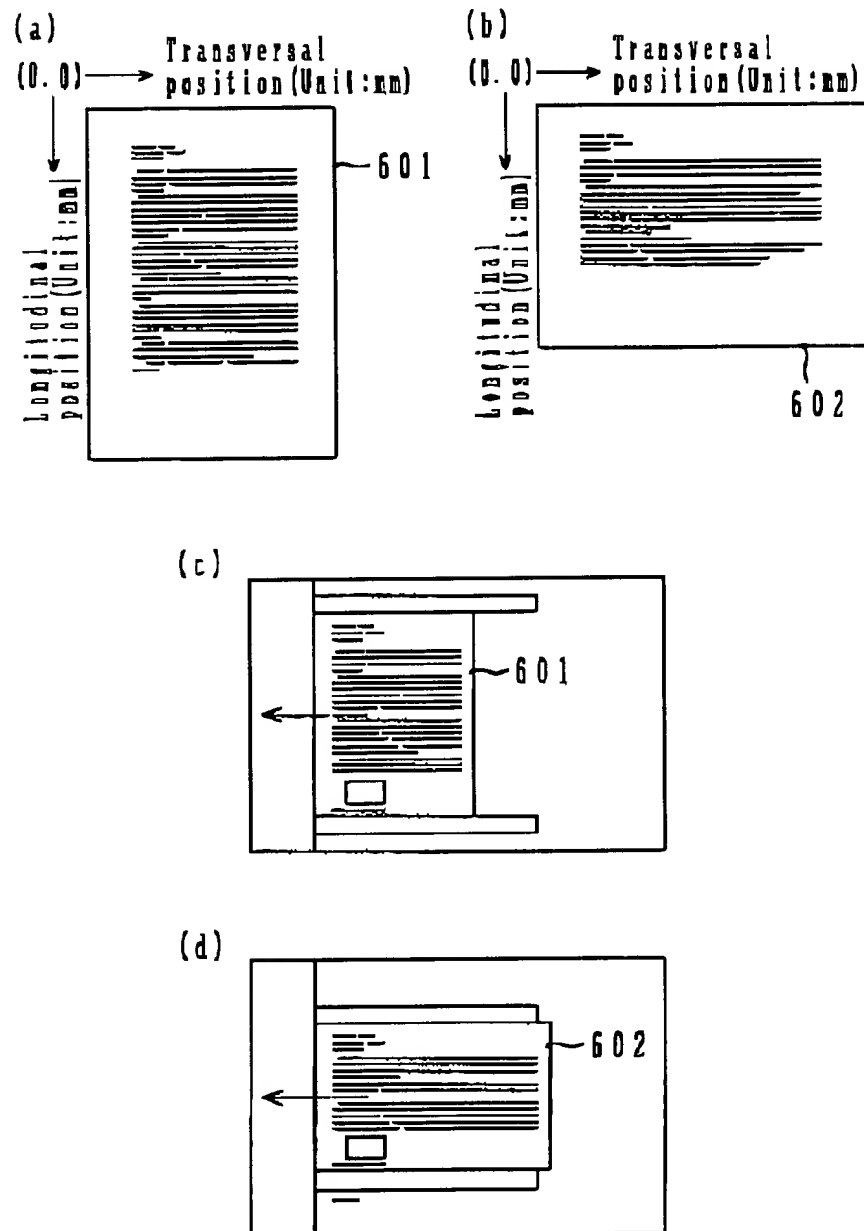 (a)
(0.0)
Transversal
position(Unit:mm)
Longitudinal
position(Unit:mm)
601
(b)
(0.0)
Transversal
position(Unit:mm)
Longitudinal
position(Unit:mm)
602
(c)
601
(d)
602